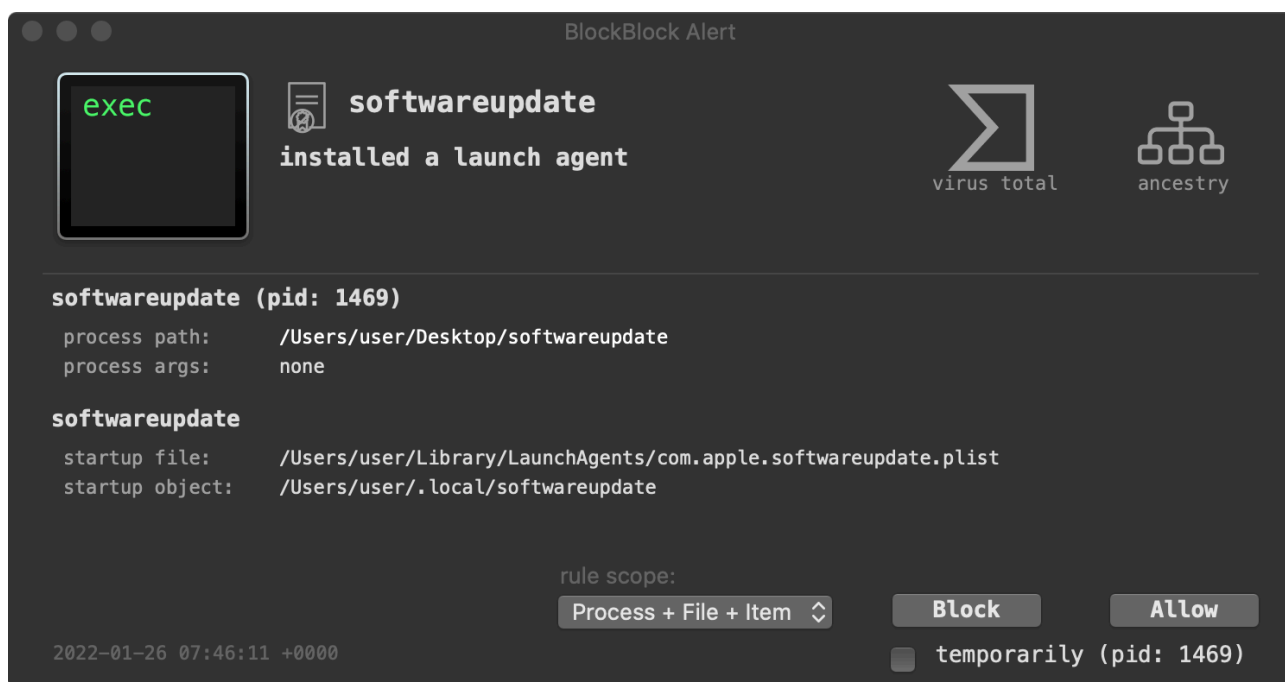 BlockBlock Alert
exec
softwareupdate
installed a launch agent
virus total
ancestry
softwareupdate (pid: 1469)
process path: /Users/user/Desktop/softwareupdate
process args: none
softwareupdate
startup file: /Users/user/Library/LaunchAgents/com.apple.softwareupdate.plist
startup object: /Users/user/.local/softwareupdate
rule scope:
Process + File + Item
Block
Allow
2022-01-26 07:46:11 +0000
temporarily (pid: 1469)